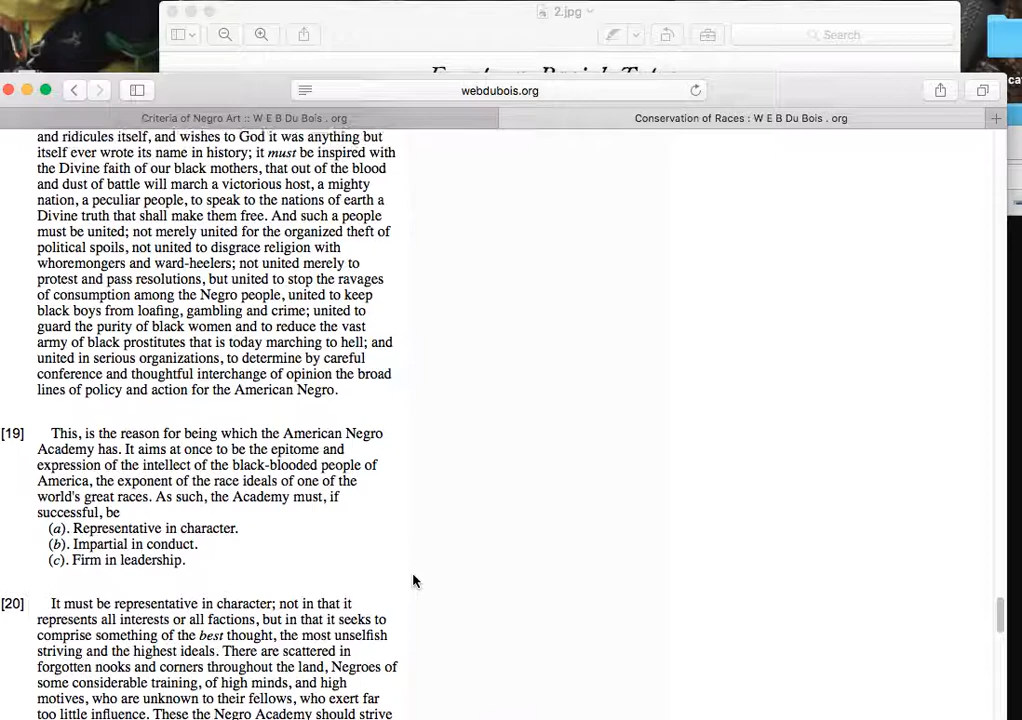 2.jpg
Search
webdubois.org
Criteria of Negro Art :: W E B Du Bois . org
Conservation of Races : W E B Du Bois . org
and ridicules itself, and wishes to God it was anything but
itself ever wrote its name in history; it must be inspired with
the Divine faith of our black mothers, that out of the blood
and dust of battle will march a victorious host, a mighty
nation, a peculiar people, to speak to the nations of earth a
Divine truth that shall make them free. And such a people
must be united; not merely united for the organized theft of
political spoils, not united to disgrace religion with
whoremongers and ward-heelers; not united merely to
protest and pass resolutions, but united to stop the ravages
of consumption among the Negro people, united to keep
black boys from loafing, gambling and crime; united to
guard the purity of black women and to reduce the vast
army of black prostitutes that is today marching to hell; and
united in serious organizations, to determine by careful
conference and thoughtful interchange of opinion the broad
lines of policy and action for the American Negro.
[19] This, is the reason for being which the American Negro
Academy has. It aims at once to be the epitome and
expression of the intellect of the black-blooded people of
America, the exponent of the race ideals of one of the
world's great races. As such, the Academy must, if
successful, be
(a). Representative in character.
(b). Impartial in conduct.
(c). Firm in leadership.
[20] It must be representative in character; not in that it
represents all interests or all factions, but in that it seeks to
comprise something of the best thought, the most unselfish
striving and the highest ideals. There are scattered in
forgotten nooks and corners throughout the land, Negroes of
some considerable training, of high minds, and high
motives, who are unknown to their fellows, who exert far
too little influence. These the Negro Academy should strive